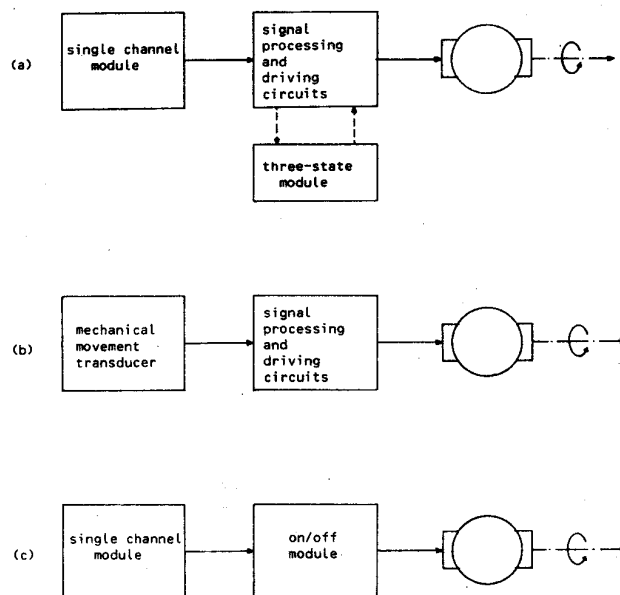 (a)
single channel
module
signal
processing
and
driving
circuits
three-state
module
(b)
mechanical
movement
transducer
signal
processing
and
driving
circuits
(c)
single channel
module
on/off
module